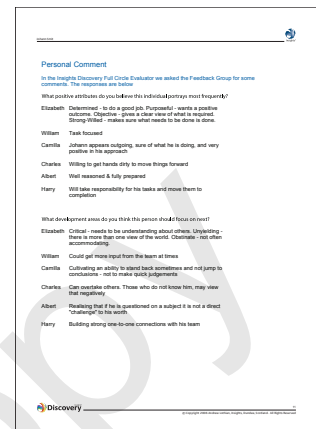 Personal Comment
In the Insights Discovery Full Circle Evaluator we asked the Feedback Group for some
comments. The responses are below
What positive attributes do you believe this individual portrays most frequently?
Elizabeth Determined - to do a good job. Purposeful - wants a positive
outcome. Objective - gives a clear view of what is required.
Strong-Willed - makes sure what needs to be done is done.
William Task focused
Camilla Johann appears outgoing, sure of what he is doing, and very
positive in his approach
Charles Willing to get hands dirty to move things forward
Albert Well reasoned & fully prepared
Harry Will take responsibility for his tasks and move them to
completion
What development areas do you think this person should focus on next?
Elizabeth Critical - needs to be understanding about others. Unyielding -
there is more than one view of the world. Obstinate - not often
accommodating.
William Could get more input from the team at times
Camilla Cultivating an ability to stand back sometimes and not jump to
conclusions - not to make quick judgements
Charles Can overtake others. Those who do not know him, may view
that negatively
Albert Realising that if he is questioned on a subject it is not a direct
"challenge" to his worth
Harry Building strong one-to-one connections with his team
Discovery